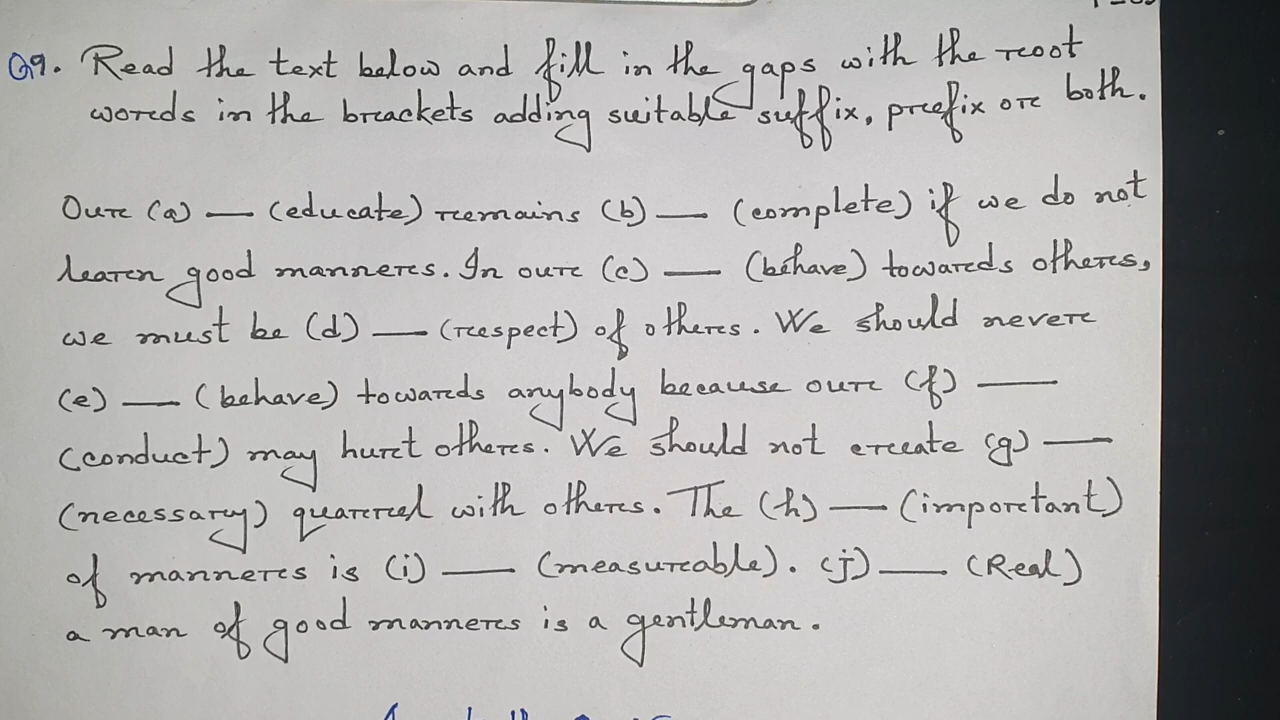 Q9. Read the text below and fill in the gaps with the root
words in the brackets adding suitable suffix, prefix or both.
Our (a) — (educate) remains (b) — (complete) if we do not
learn good manners. In our (c) — (behave) towards others,
we must be (d) — (respect) of others. We should never
(e) — (behave) towards anybody because our (f) —
(conduct) may hurt others. We should not create (g) —
(necessary) quarrel with others. The (h) — (important)
of manners is (i) — (measureable). (j) — (Real)
a man of good manners is a gentleman.